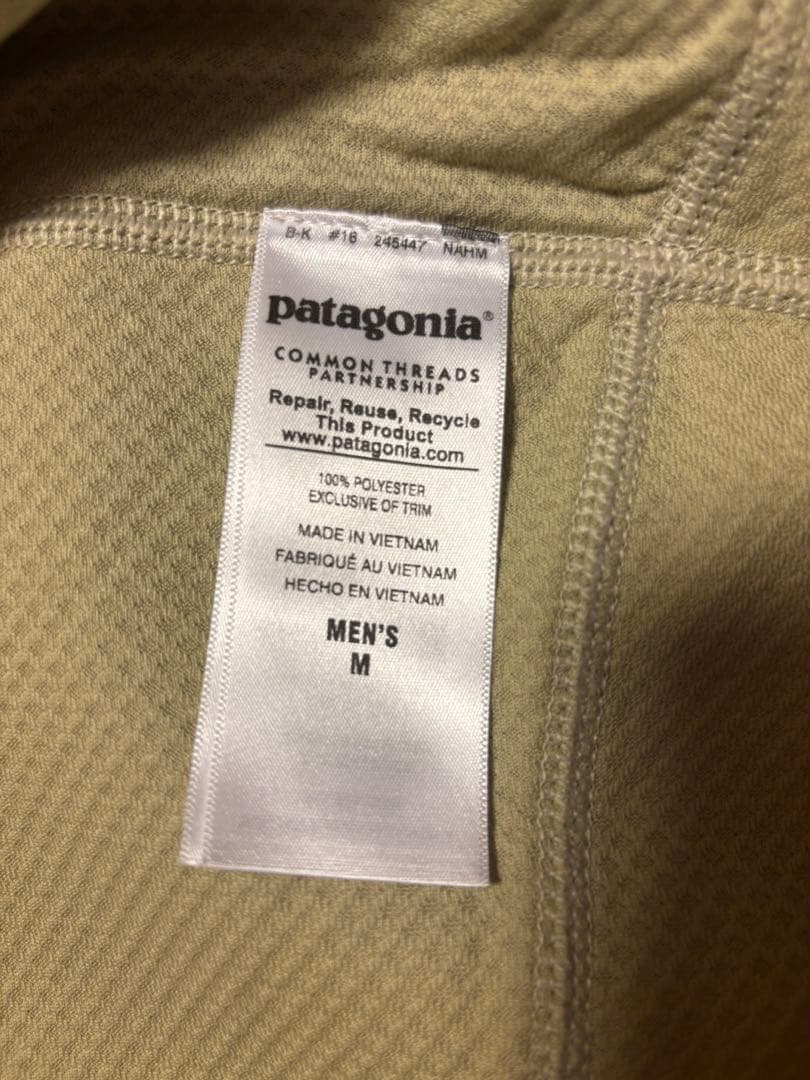 B-K #16 245447 NAHM
patagonia®
COMMON THREADS
PARTNERSHIP
Repair, Reuse, Recycle
This Product
www.patagonia.com
100% POLYESTER
EXCLUSIVE OF TRIM
MADE IN VIETNAM
FABRIQUÉ AU VIETNAM
HECHO EN VIETNAM
MEN'S
M